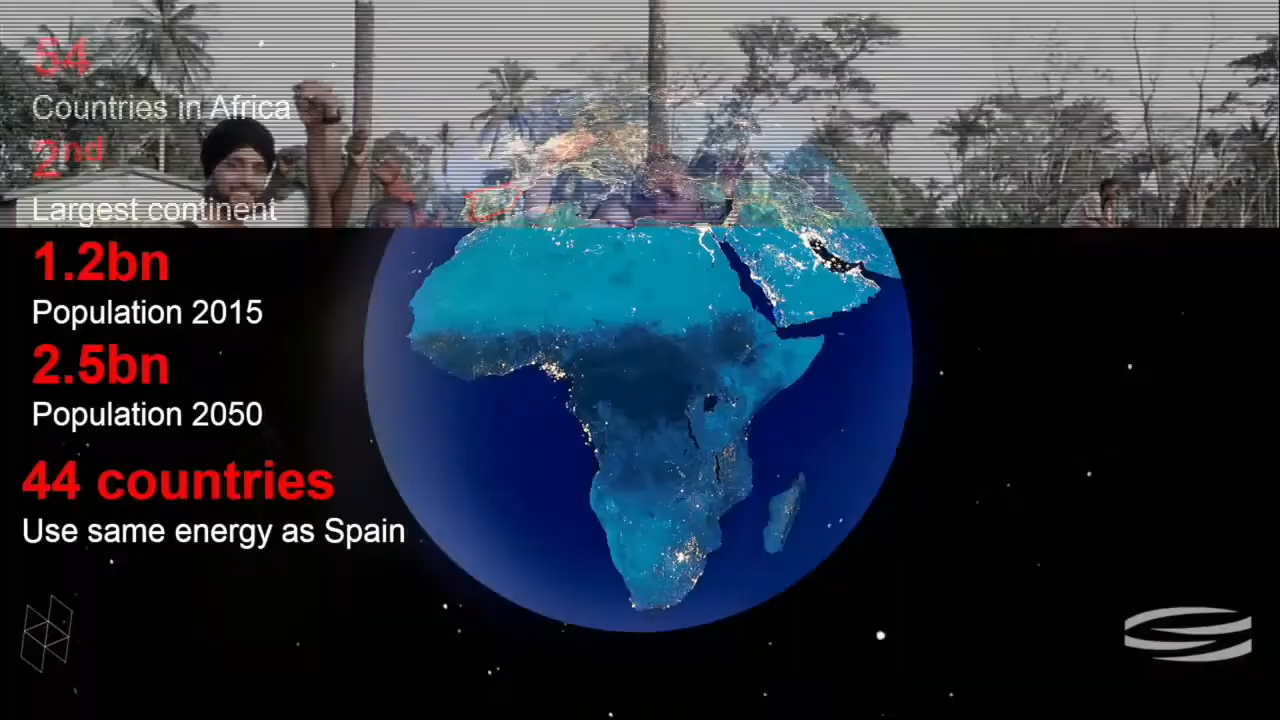 54
Countries in Africa
2nd
Largest continent
1.2bn
Population 2015
2.5bn
Population 2050
44 countries
Use same energy as Spain